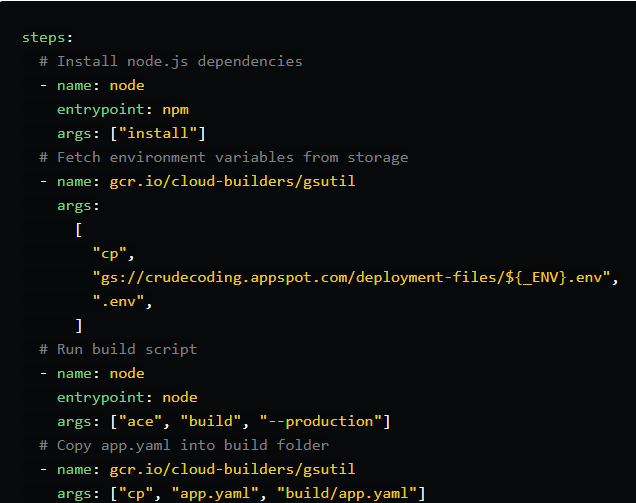 steps:
  # Install node.js dependencies
  - name: node
    entrypoint: npm
    args: ["install"]
  # Fetch environment variables from storage
  - name: gcr.io/cloud-builders/gsutil
    args:
      [
        "cp",
        "gs://crudecoding.appspot.com/deployment-files/${_ENV}.env",
        ".env",
      ]
  # Run build script
  - name: node
    entrypoint: node
    args: ["ace", "build", "--production"]
  # Copy app.yaml into build folder
  - name: gcr.io/cloud-builders/gsutil
    args: ["cp", "app.yaml", "build/app.yaml"]